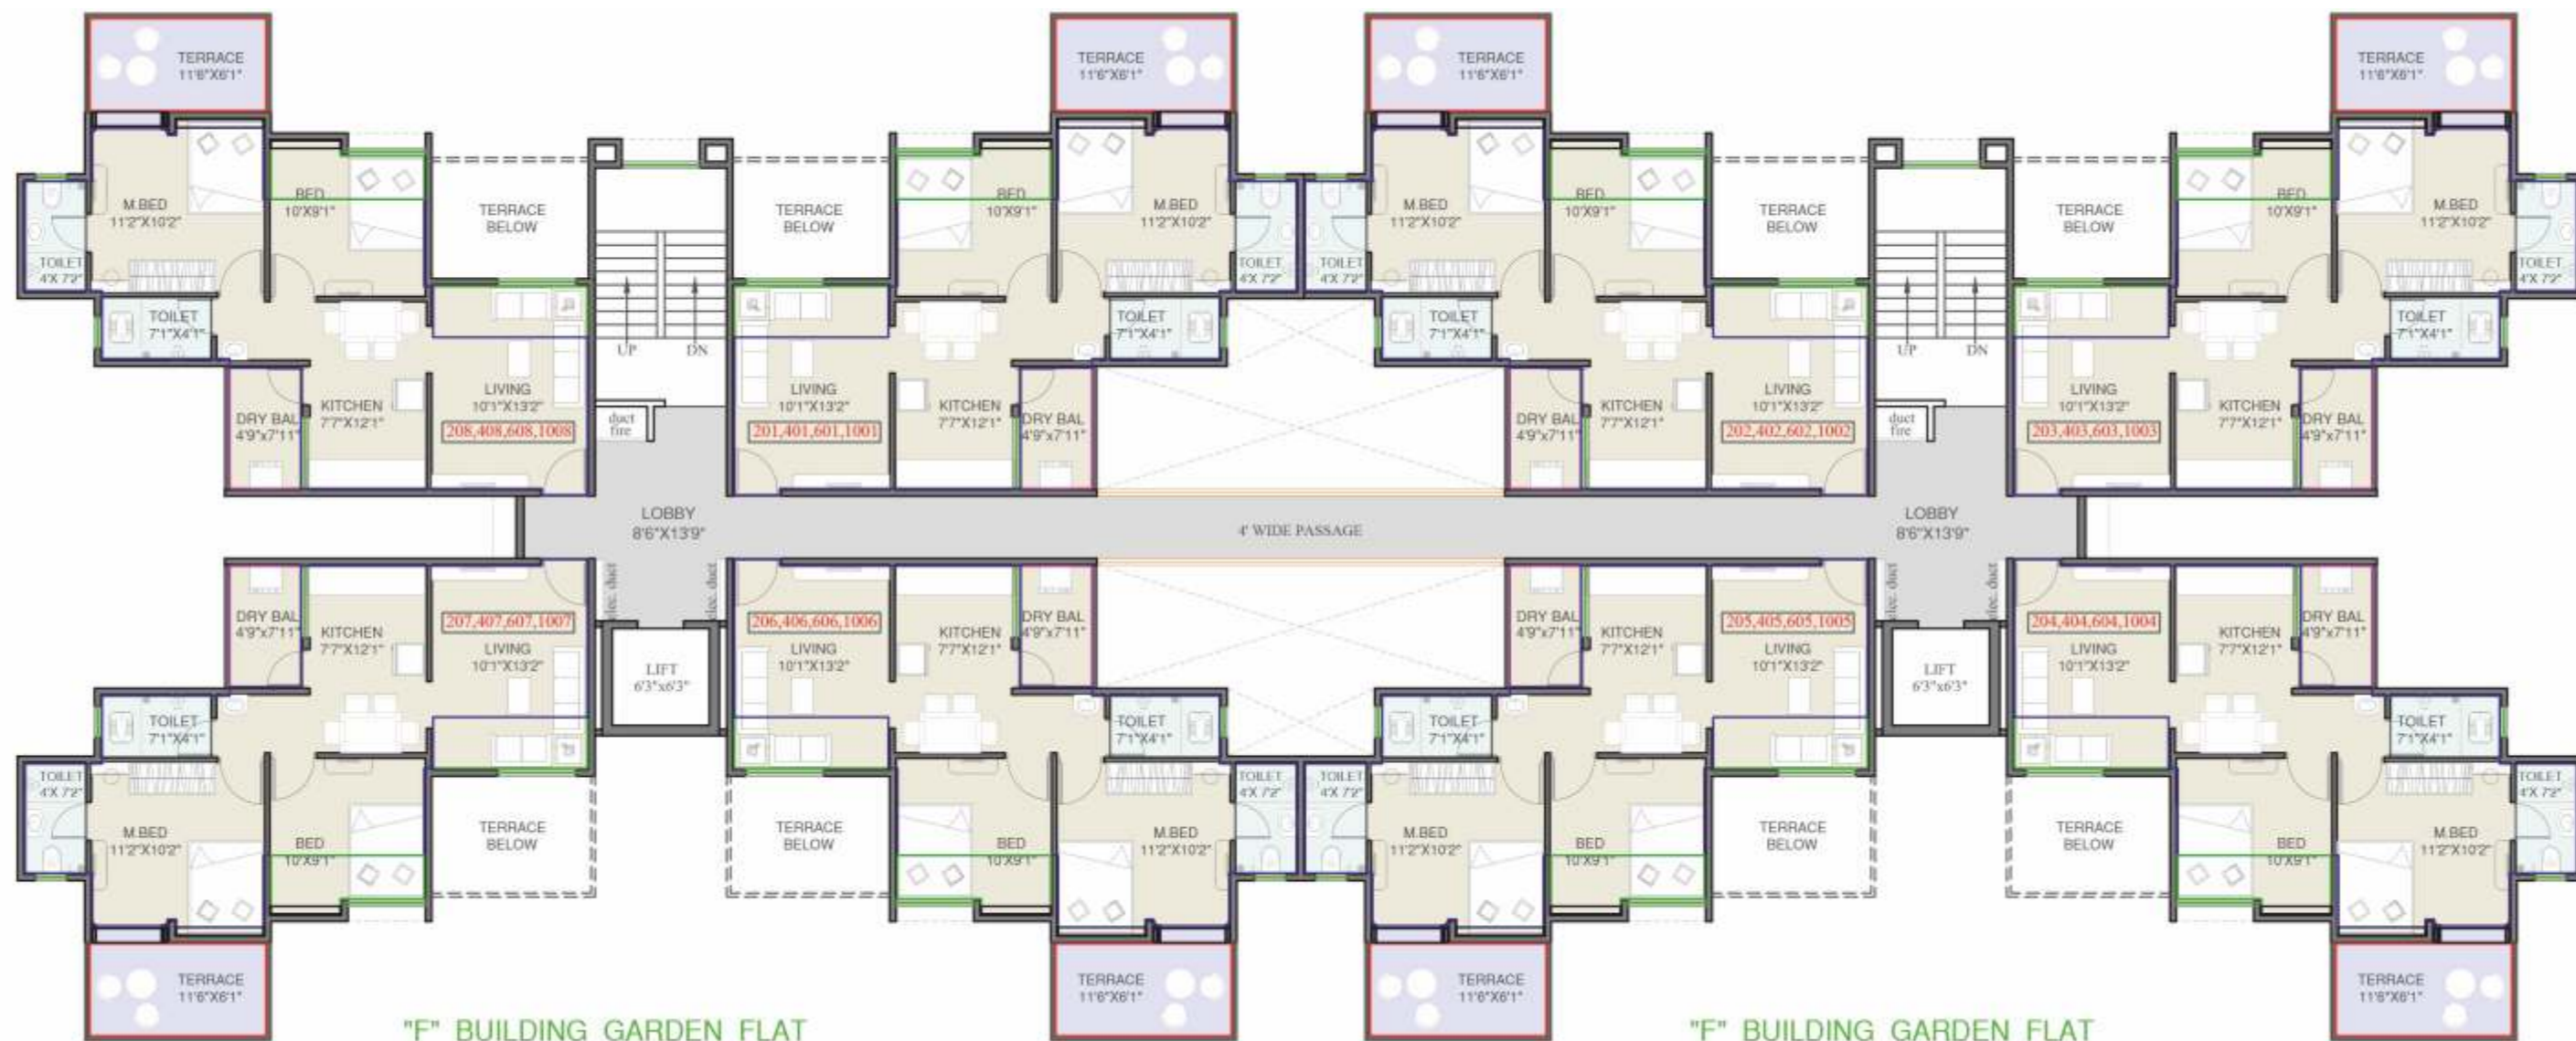 TERRACE
11'6"X6'1"
TERRACE
11'6"X6'1"
TERRACE
11'6"X6'1"
TERRACE
11'6"X6'1"
M.BED
11'2"X10'2"
BED
10'X9'1"
TERRACE
BELOW
TERRACE
BELOW
BED
10'X9'1"
M.BED
11'2"X10'2"
M.BED
11'2"X10'2"
BED
10'X9'1"
TERRACE
BELOW
TERRACE
BELOW
BED
10'X9'1"
M.BED
11'2"X10'2"
TOILET
4'X 7'2"
TOILET
4'X 7'2"
TOILET
4'X 7'2"
TOILET
4'X 7'2"
TOILET
7'1"X4'1"
UP
DN
TOILET
7'1"X4'1"
TOILET
7'1"X4'1"
UP
DN
TOILET
7'1"X4'1"
DRY BAL
4'9"x7'11"
KITCHEN
7'7"X12'1"
LIVING
10'1"X13'2"
208,408,608,1008
duct
fire
LIVING
10'1"X13'2"
201,401,601,1001
KITCHEN
7'7"X12'1"
DRY BAL
4'9"x7'11"
DRY BAL
4'9"x7'11"
KITCHEN
7'7"X12'1"
LIVING
10'1"X13'2"
202,402,602,1002
duct
fire
LIVING
10'1"X13'2"
203,403,603,1003
KITCHEN
7'7"X12'1"
DRY BAL
4'9"x7'11"
LOBBY
8'6"X13'9"
4' WIDE PASSAGE
LOBBY
8'6"X13'9"
elec. duct
elec. duct
elec. duct
elec. duct
DRY BAL
4'9"x7'11"
KITCHEN
7'7"X12'1"
207,407,607,1007
LIVING
10'1"X13'2"
LIFT
6'3"x6'3"
206,406,606,1006
LIVING
10'1"X13'2"
KITCHEN
7'7"X12'1"
DRY BAL
4'9"x7'11"
DRY BAL
4'9"x7'11"
KITCHEN
7'7"X12'1"
205,405,605,1005
LIVING
10'1"X13'2"
LIFT
6'3"x6'3"
204,404,604,1004
LIVING
10'1"X13'2"
KITCHEN
7'7"X12'1"
DRY BAL
4'9"x7'11"
TOILET
7'1"X4'1"
TOILET
7'1"X4'1"
TOILET
7'1"X4'1"
TOILET
7'1"X4'1"
TOILET
4'X 7'2"
TOILET
4'X 7'2"
TOILET
4'X 7'2"
TOILET
4'X 7'2"
M.BED
11'2"X10'2"
BED
10'X9'1"
TERRACE
BELOW
TERRACE
BELOW
BED
10'X9'1"
M.BED
11'2"X10'2"
M.BED
11'2"X10'2"
BED
10'X9'1"
TERRACE
BELOW
TERRACE
BELOW
BED
10'X9'1"
M.BED
11'2"X10'2"
TERRACE
11'6"X6'1"
TERRACE
11'6"X6'1"
TERRACE
11'6"X6'1"
TERRACE
11'6"X6'1"
"F" BUILDING GARDEN FLAT
"F" BUILDING GARDEN FLAT